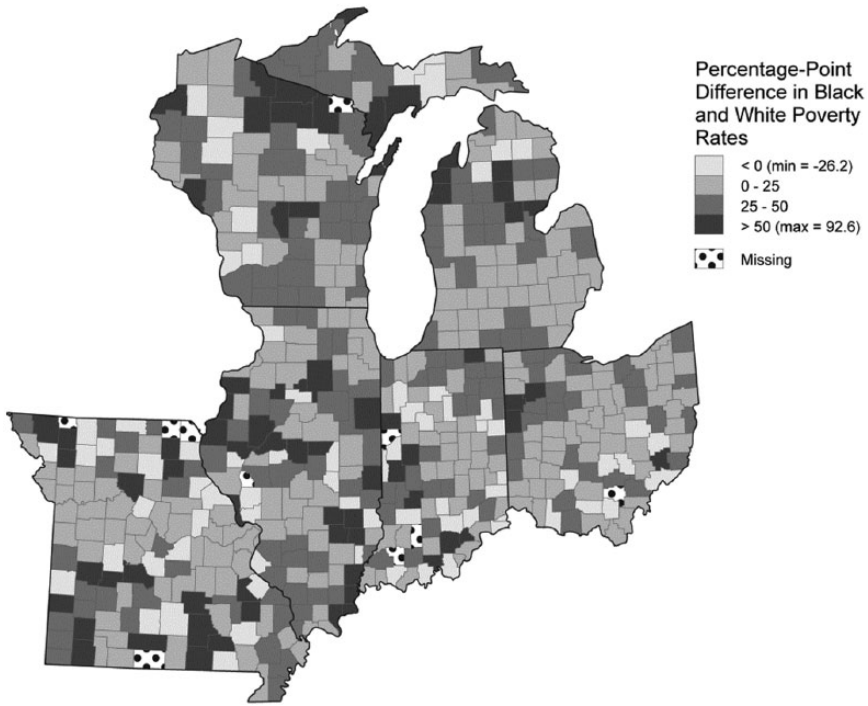 Percentage-Point
Difference in Black
and White Poverty
Rates
< 0 (min = -26.2)
0 - 25
25 - 50
> 50 (max = 92.6)
Missing